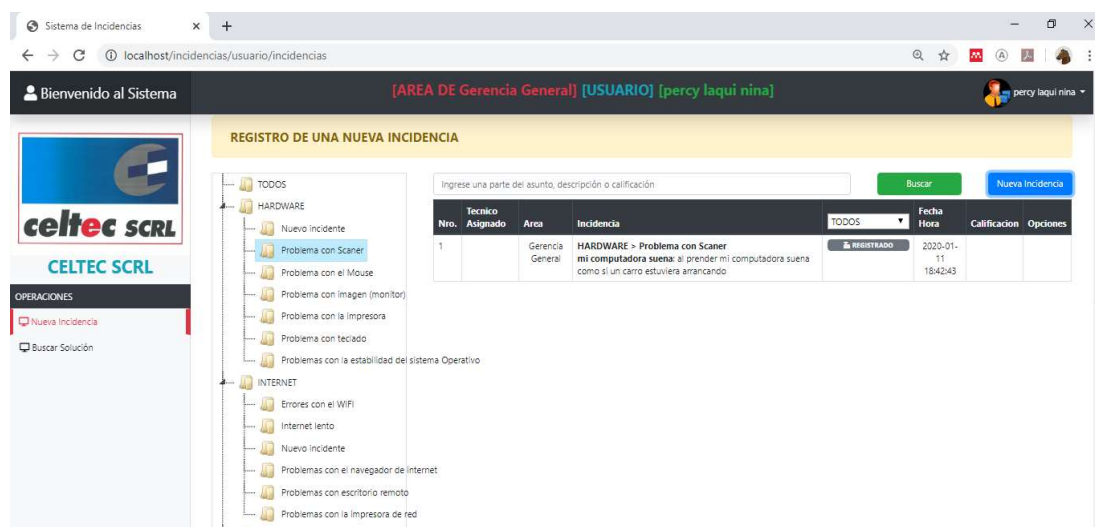 Sistema de Incidencias
localhost/incidencias/usuario/incidencias
Bienvenido al Sistema
[AREA DE Gerencia General] [USUARIO] [percy laqui nina]
percy laqui nina
celtec SCRL
CELTEC SCRL
OPERACIONES
Nueva Incidencia
Buscar Solución
REGISTRO DE UNA NUEVA INCIDENCIA
TODOS
HARDWARE
Nuevo incidente
Problema con Scaner
Problema con el Mouse
Problema con imagen (monitor)
Problema con la impresora
Problema con teclado
Problemas con la estabilidad del sistema Operativo
INTERNET
Errores con el WIFI
Internet lento
Nuevo incidente
Problemas con el navegador de internet
Problemas con escritorio remoto
Problemas con la impresora de red
Ingrese una parte del asunto, descripción o calificación
Buscar
Nueva Incidencia
Nro. Tecnico Asignado Area Incidencia TODOS Fecha Hora Calificacion Opciones
1 Gerencia General HARDWARE > Problema con Scaner REGISTRADO 2020-01-11 18:42:43
mi computadora suena: al prender mi computadora suena
como si un carro estuviera arrancando